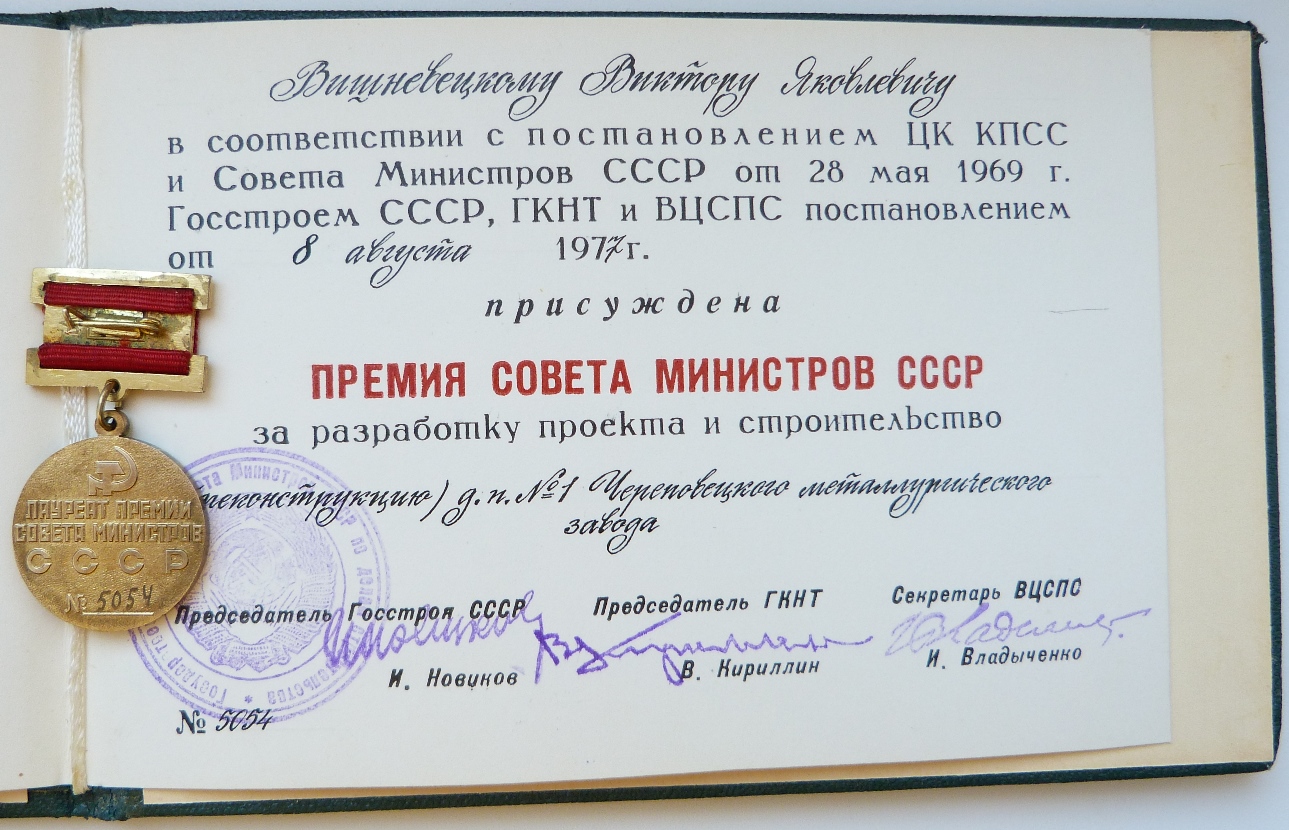 Вишневецкому Виктору Яковлевичу
в соответствии с постановлением ЦК КПСС
и Совета Министров СССР от 28 мая 1969 г.
Госстроем СССР, ГКНТ и ВЦСПС постановлением
от 8 августа 1977 г.
присуждена
ПРЕМИЯ СОВЕТА МИНИСТРОВ СССР
за разработку проекта и строительство
(реконструкцию) д.п. №1 Череповецкого металлургического
завода
Председатель Госстроя СССР
И. Новиков
Председатель ГКНТ
В. Кириллин
Секретарь ВЦСПС
И. Владыченко
№ 5054
ЛАУРЕАТ ПРЕМИИ
СОВЕТА МИНИСТРОВ
СССР
№ 5054